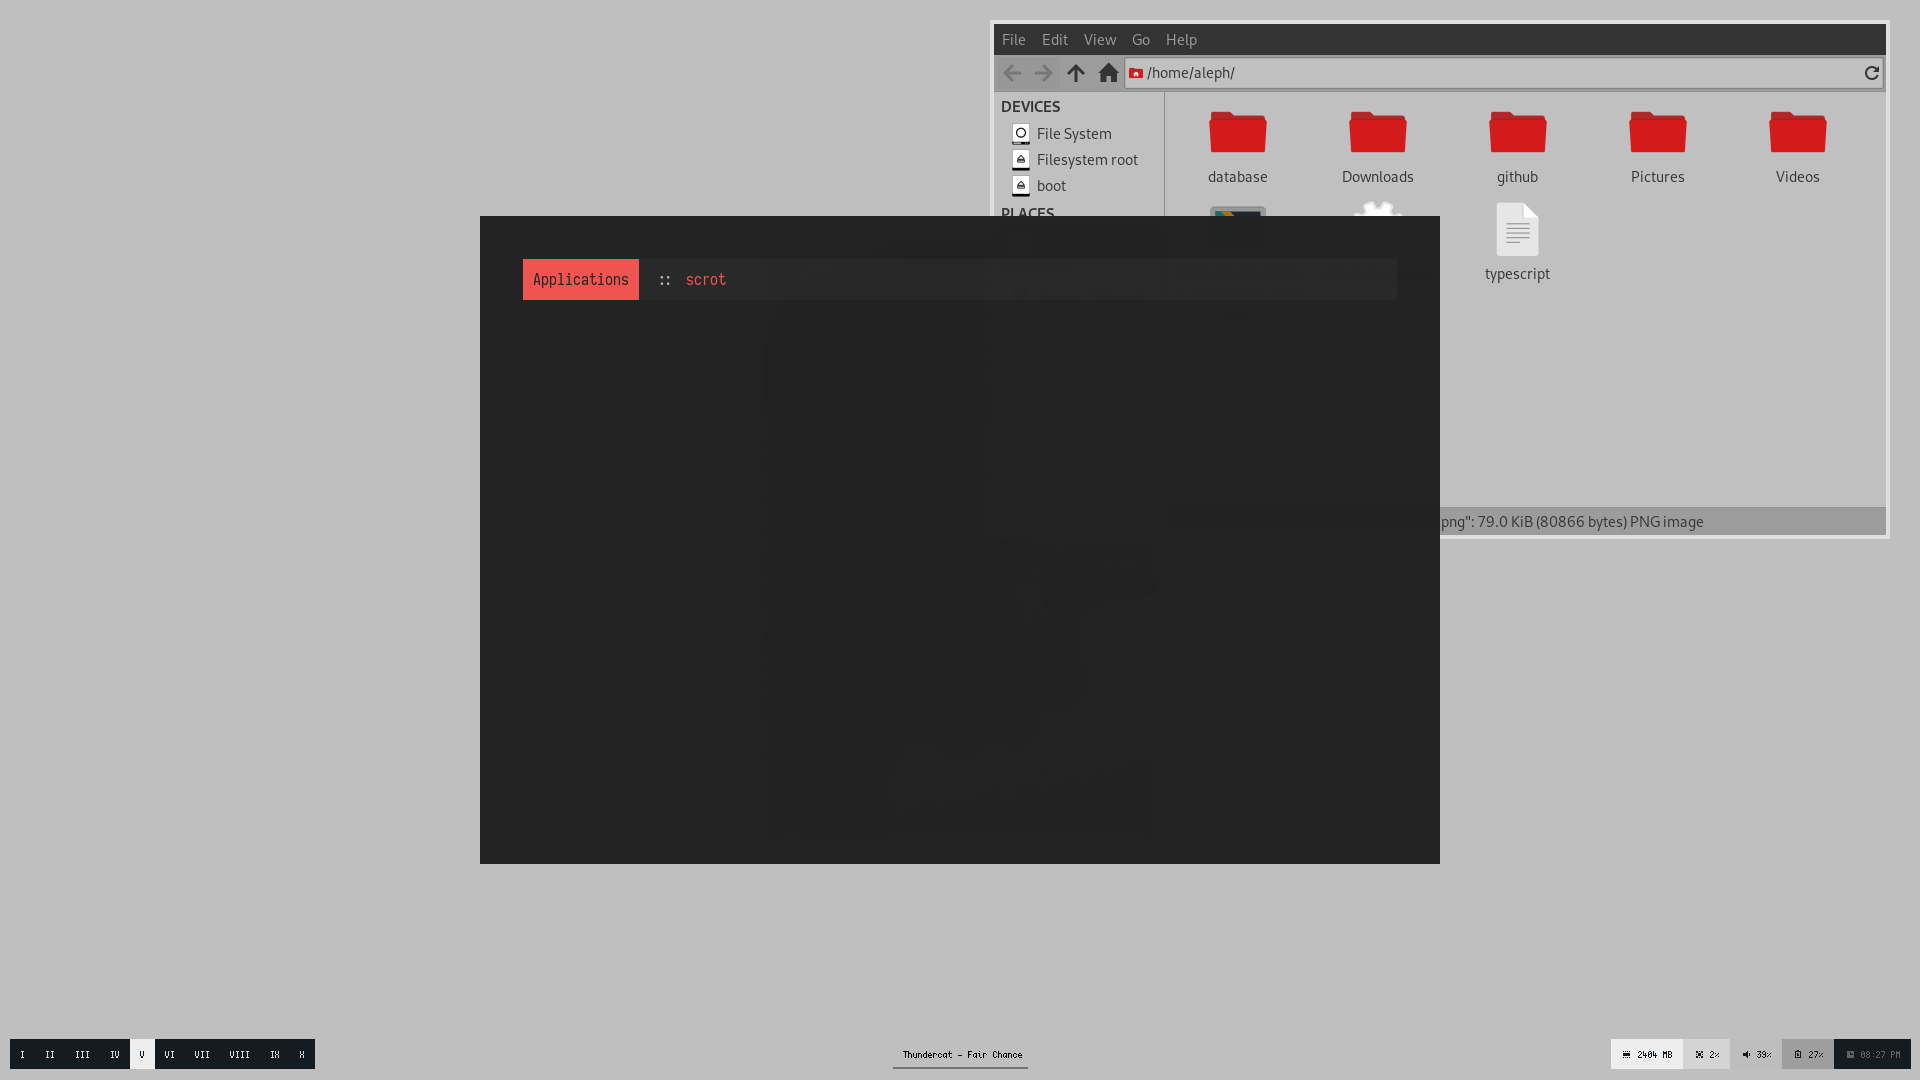 File Edit View Go Help
/home/aleph/
DEVICES
File System
Filesystem root
boot
PLACES
database Downloads github Pictures Videos
typescript
Applications :: scrot
png": 79.0 KiB (80866 bytes) PNG image
I II III IV V VI VII VIII IX X
Thundercat - Fair Chance
2404 MB 2% 39% 27% 08:27 PM